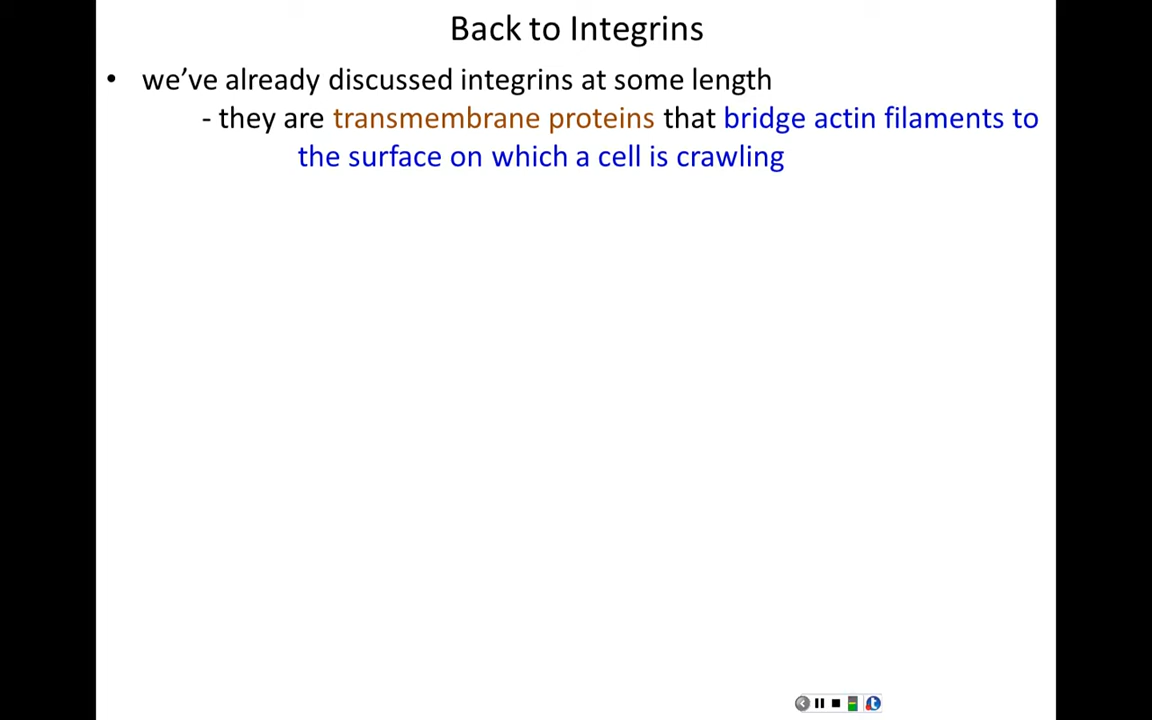 Back to Integrins
• we’ve already discussed integrins at some length
- they are transmembrane proteins that bridge actin filaments to
the surface on which a cell is crawling